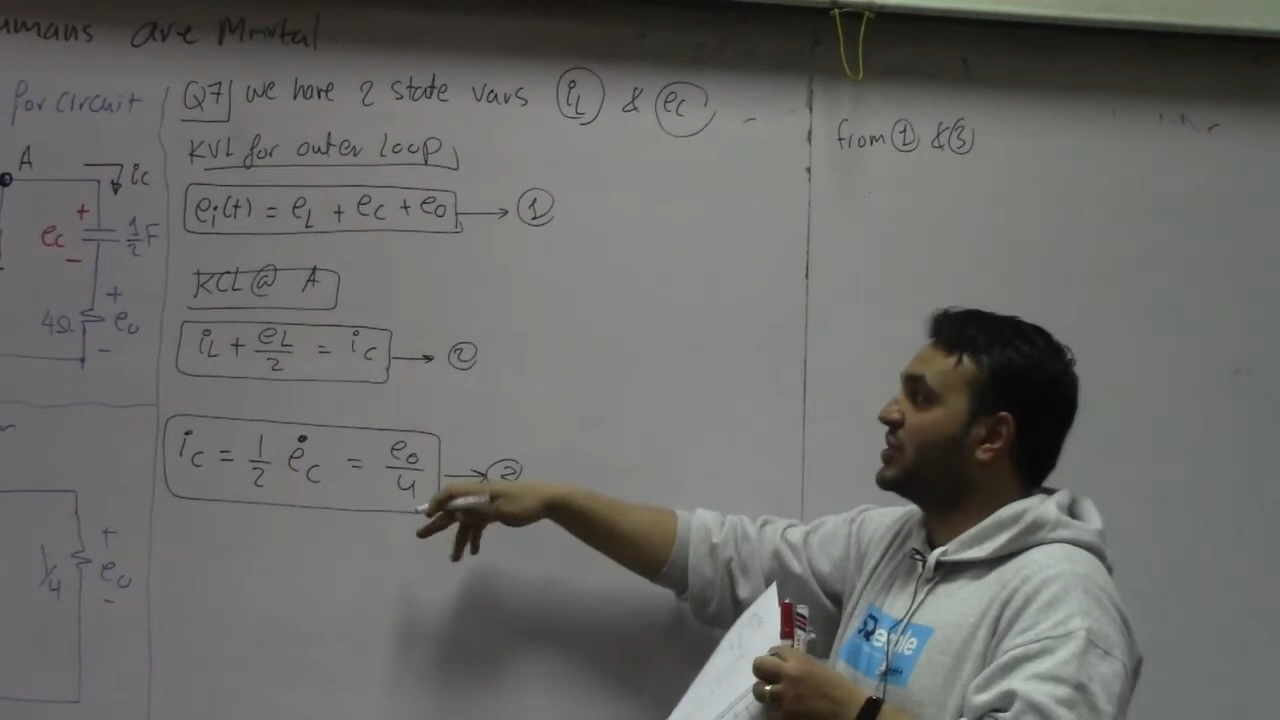 are Mortal
For circuit
A
ic
+
ec
-
1/2 F
+
4Ω
eo
-
+
1/4
eo
-
Q7 we have 2 state vars iL & ec
KVL for outer loop
ei(t) = eL + ec + eo → 1
KCL @ A
iL + eL/2 = ic → 2
ic = 1/2 ėc = eo/4 → 3
from 1 & 3